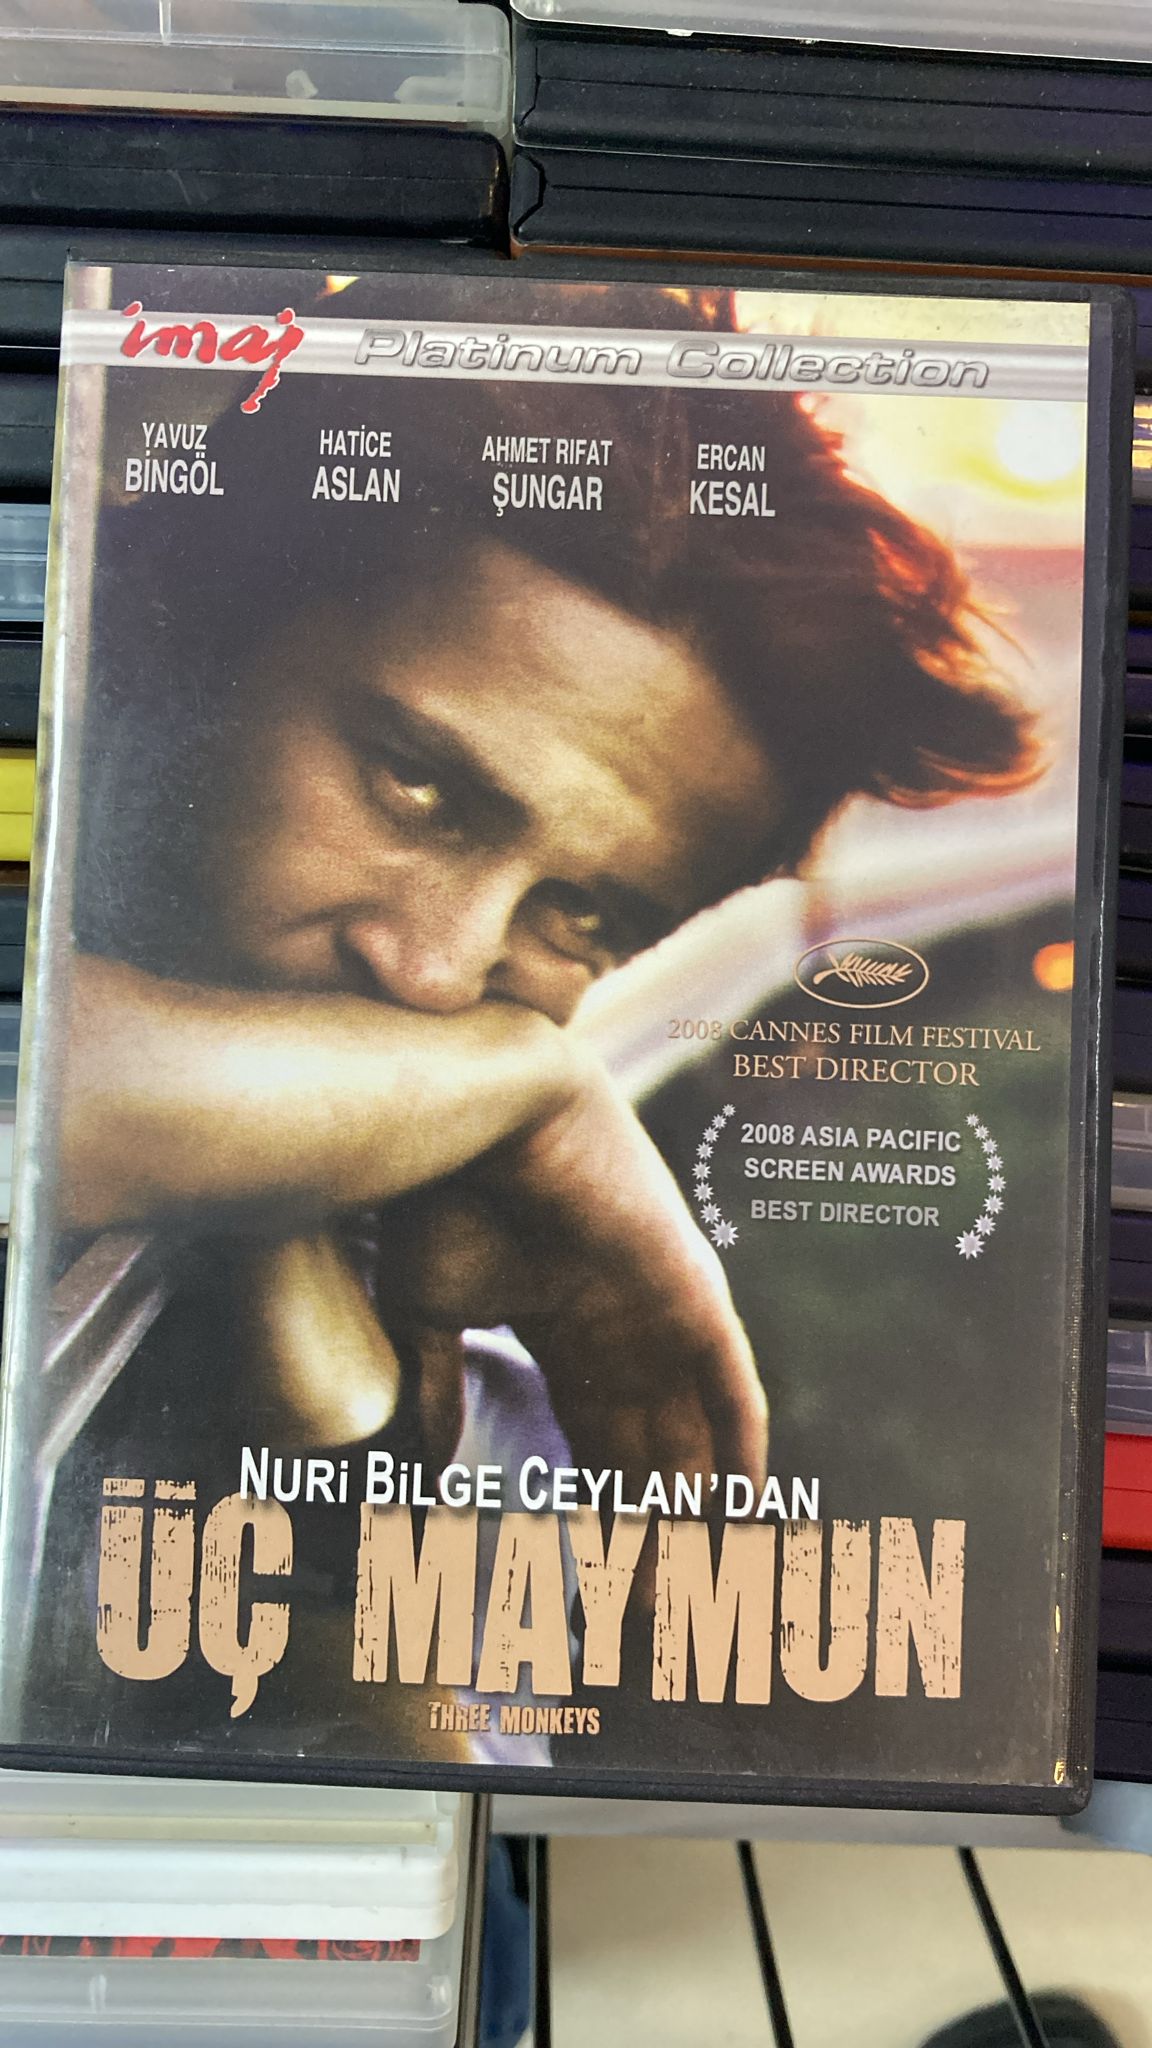 imaj Platinum Collection
YAVUZ BİNGÖL
HATİCE ASLAN
AHMET RIFAT ŞUNGAR
ERCAN KESAL
2008 CANNES FILM FESTIVAL
BEST DIRECTOR
2008 ASIA PACIFIC
SCREEN AWARDS
BEST DIRECTOR
NURİ BİLGE CEYLAN'DAN
ÜÇ MAYMUN
THREE MONKEYS